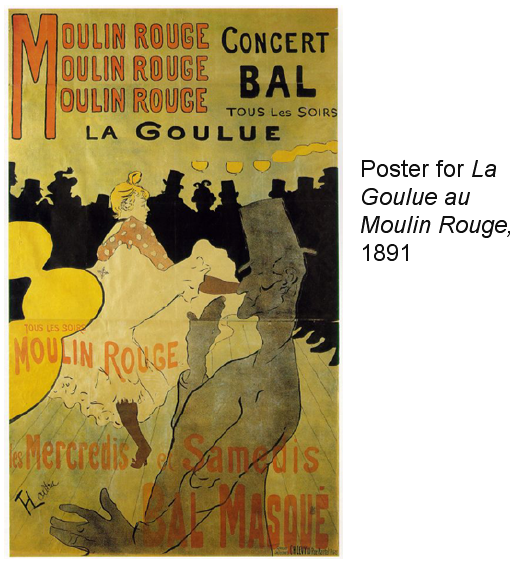 MOULIN ROUGE
MOULIN ROUGE
MOULIN ROUGE
CONCERT
BAL
TOUS Les SOIRS
LA GOULUE
TOUS LES SOIRS
MOULIN ROUGE
les Mercredis et Samedis
BAL MASQUÉ
Poster for La
Goulue au
Moulin Rouge,
1891